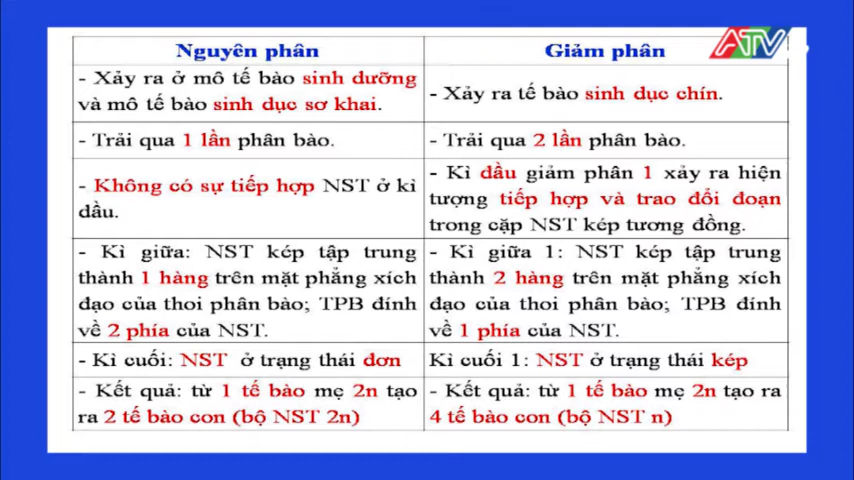 Nguyên phân
Giảm phân
- Xảy ra ở mô tế bào sinh dưỡng
và mô tế bào sinh dục sơ khai.
- Xảy ra tế bào sinh dục chín.
- Trải qua 1 lần phân bào.
- Trải qua 2 lần phân bào.
- Không có sự tiếp hợp NST ở kì
đầu.
- Kì đầu giảm phân 1 xảy ra hiện
tượng tiếp hợp và trao đổi đoạn
trong cặp NST kép tương đồng.
- Kì giữa: NST kép tập trung
thành 1 hàng trên mặt phẳng xích
đạo của thoi phân bào; TPB đính
về 2 phía của NST.
- Kì giữa 1: NST kép tập trung
thành 2 hàng trên mặt phẳng xích
đạo của thoi phân bào; TPB đính
về 1 phía của NST.
- Kì cuối: NST ở trạng thái đơn
Kì cuối 1: NST ở trạng thái kép
- Kết quả: từ 1 tế bào mẹ 2n tạo
ra 2 tế bào con (bộ NST 2n)
- Kết quả: từ 1 tế bào mẹ 2n tạo ra
4 tế bào con (bộ NST n)
ATV